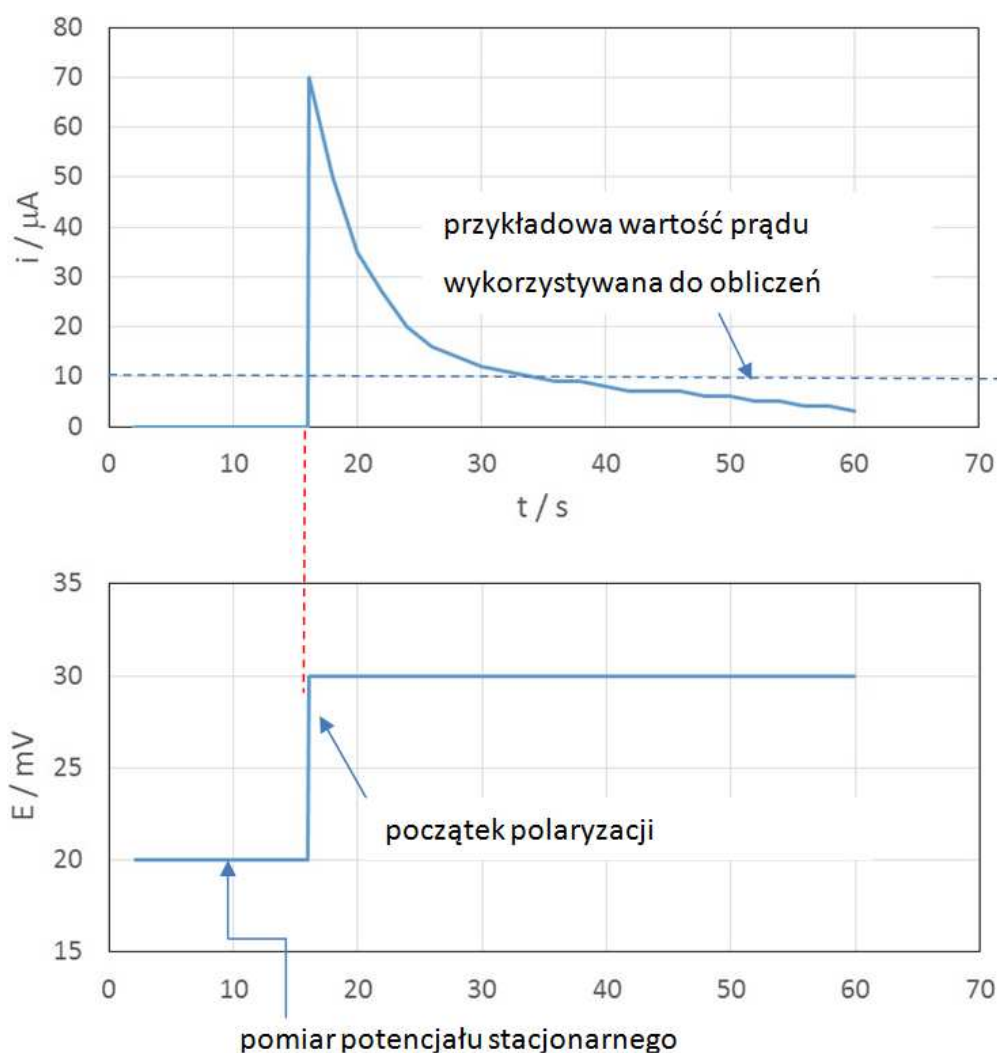 80
70
60
50
40
30
20
10
0
i / µA
przykładowa wartość prądu
wykorzystywana do obliczeń
0 10 20 30 40 50 60 70
t / s
35
30
25
20
15
E / mV
początek polaryzacji
0 10 20 30 40 50 60 70
pomiar potencjału stacjonarnego